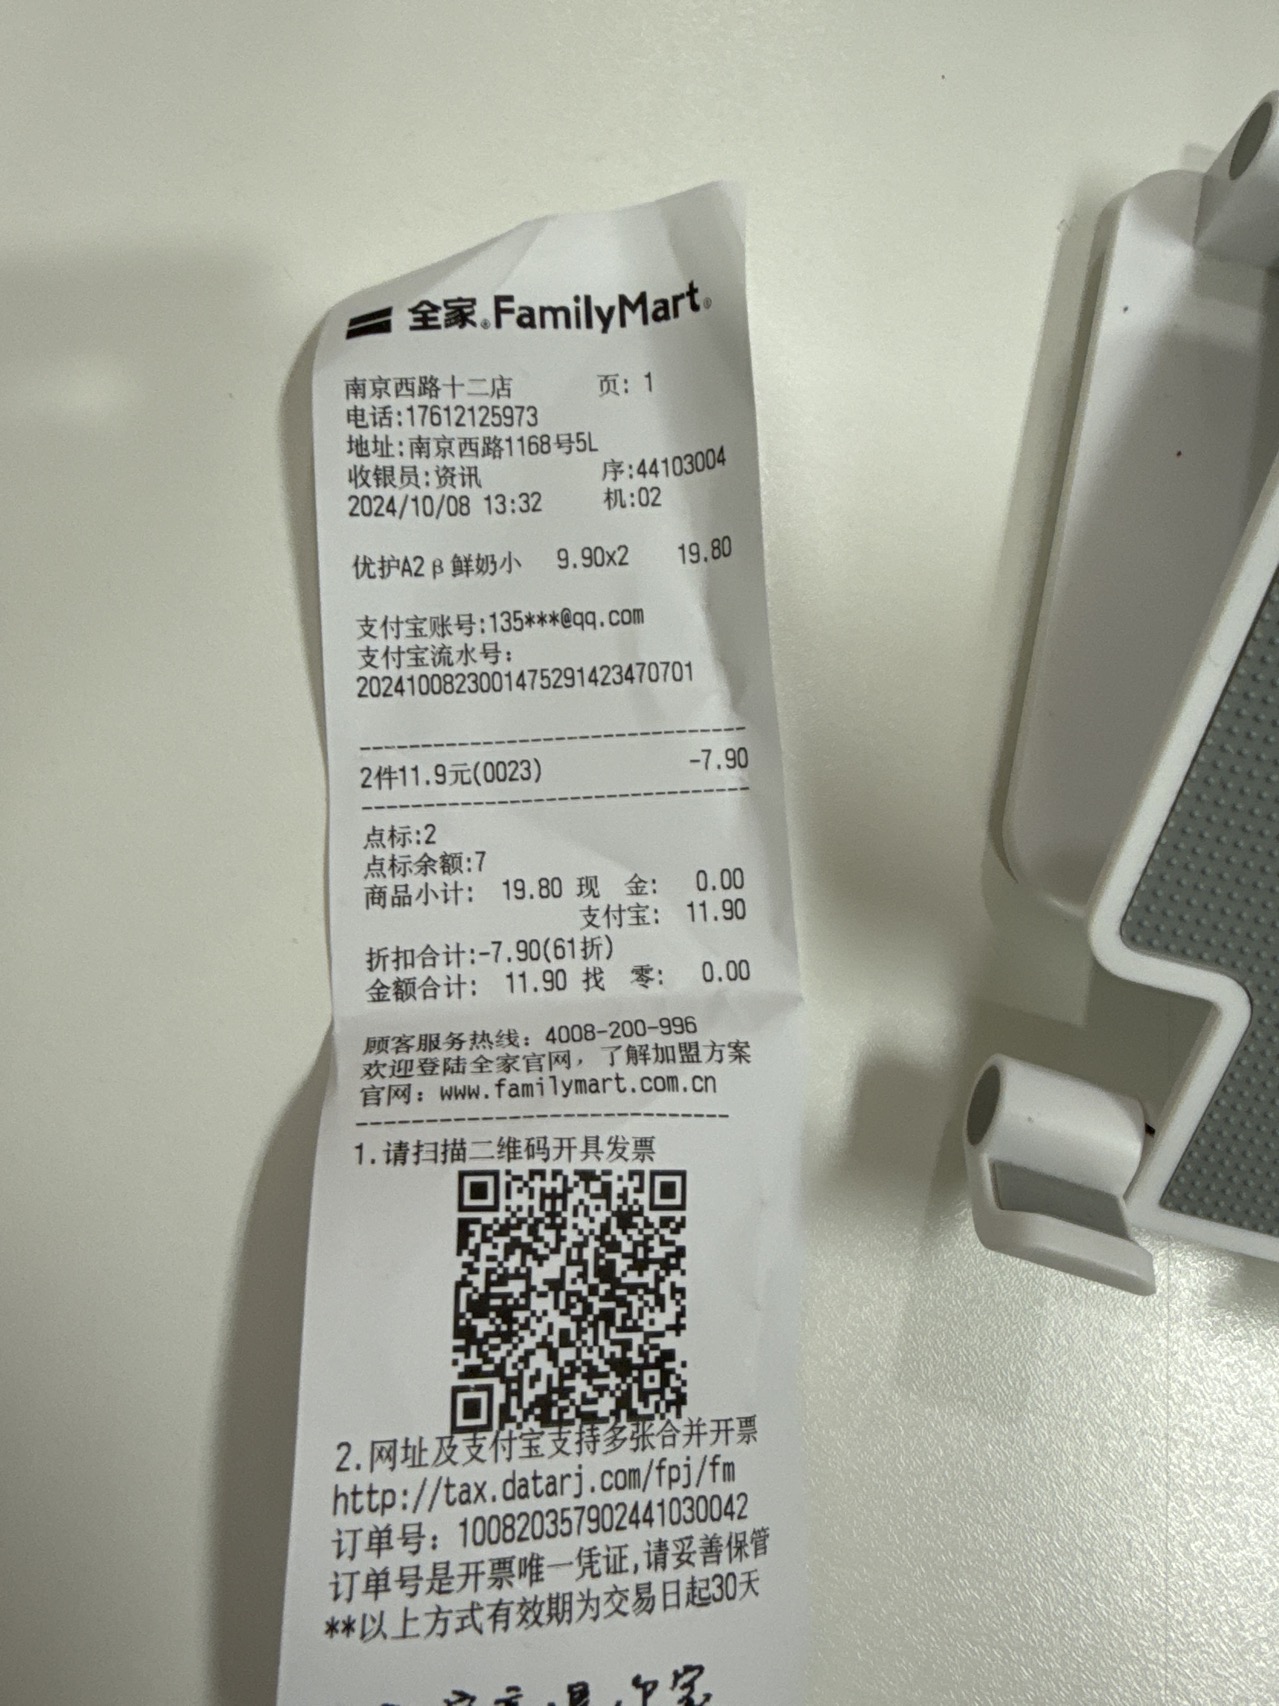 全家®FamilyMart®
南京西路十二店 页: 1
电话:17612125973
地址:南京西路1168号5L
收银员:资讯 序:44103004
2024/10/08 13:32 机:02
优护A2β鲜奶小 9.90x2 19.80
支付宝账号:135***@qq.com
支付宝流水号:
2024100823001475291423470701
2件11.9元(0023) -7.90
点标:2
点标余额:7
商品小计: 19.80 现 金: 0.00
支付宝: 11.90
折扣合计:-7.90(61折)
金额合计: 11.90 找 零: 0.00
顾客服务热线: 4008-200-996
欢迎登陆全家官网, 了解加盟方案
官网: www.familymart.com.cn
1.请扫描二维码开具发票
2.网址及支付宝支持多张合并开票
http://tax.datarj.com/fpj/fm
订单号: 100820357902441030042
订单号是开票唯一凭证,请妥善保管
**以上方式有效期为交易日起30天